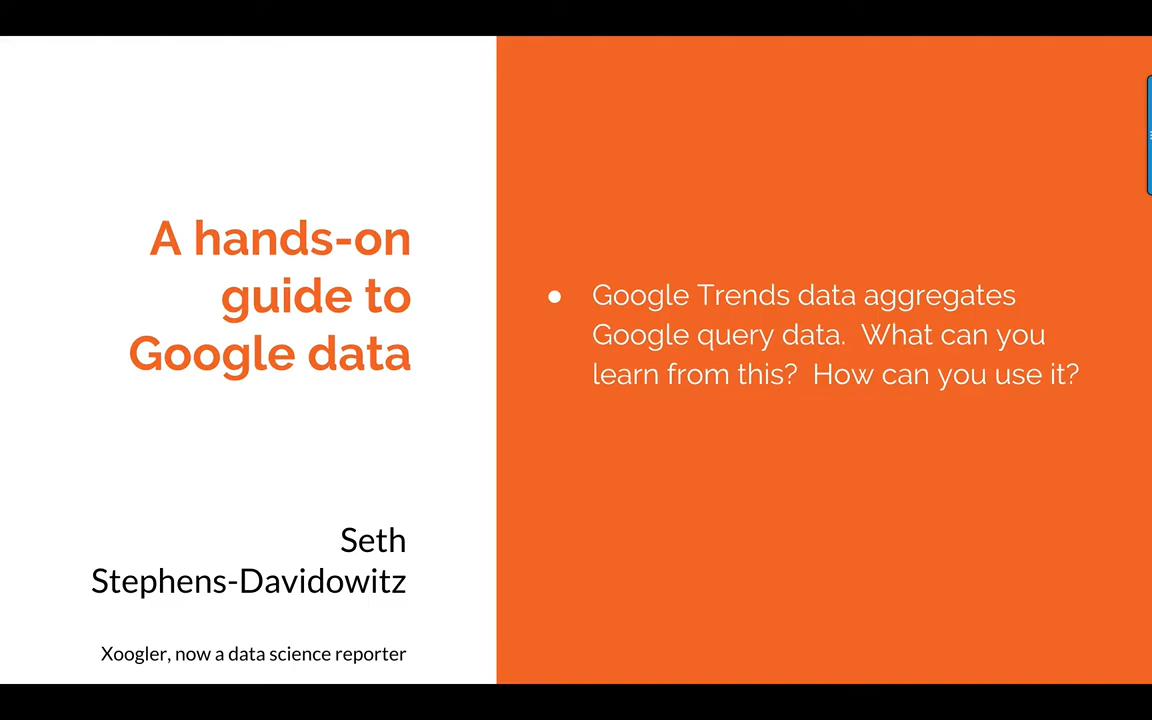 A hands-on
guide to
Google data
Seth
Stephens-Davidowitz
Xoogler, now a data science reporter
● Google Trends data aggregates
Google query data.  What can you
learn from this?  How can you use it?